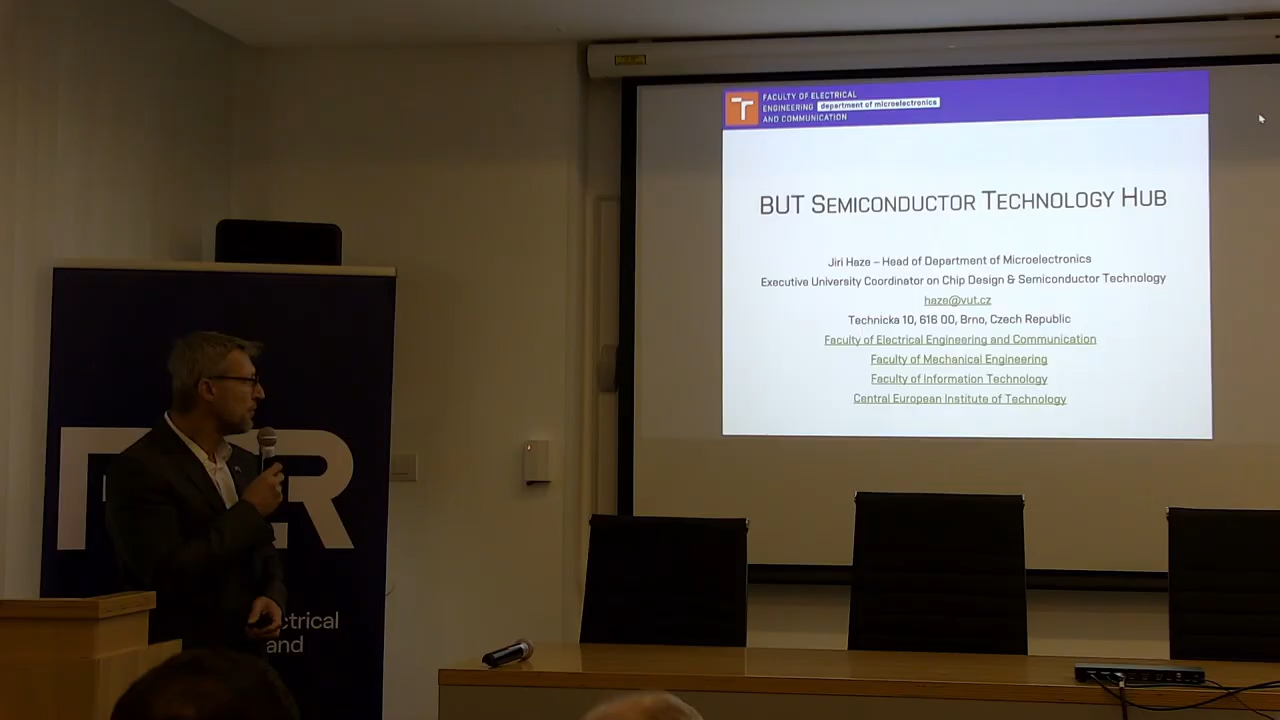 FACULTY OF ELECTRICAL
ENGINEERING department of microelectronics
AND COMMUNICATION
BUT SEMICONDUCTOR TECHNOLOGY HUB
Jiri Haze – Head of Department of Microelectronics
Executive University Coordinator on Chip Design & Semiconductor Technology
haze@vut.cz
Technicka 10, 616 00, Brno, Czech Republic
Faculty of Electrical Engineering and Communication
Faculty of Mechanical Engineering
Faculty of Information Technology
Central European Institute of Technology
ctrical
and